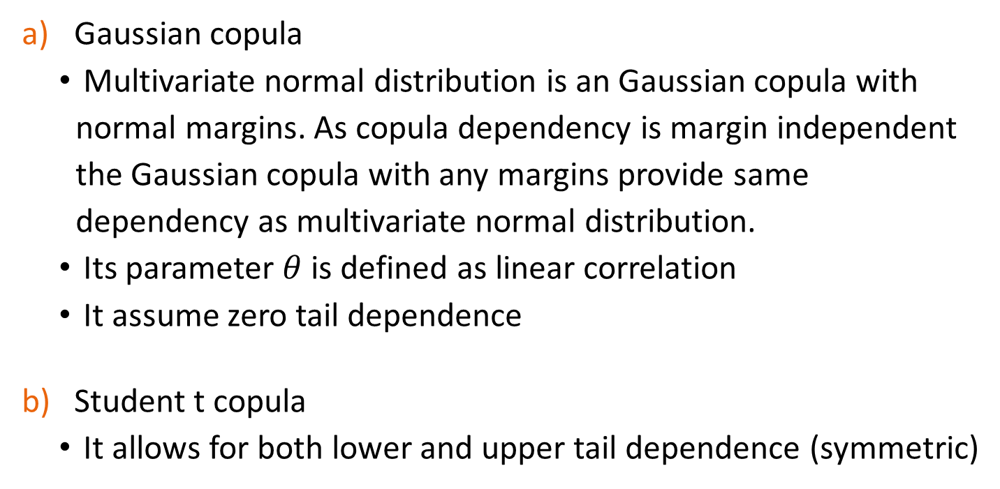 a) Gaussian copula
• Multivariate normal distribution is an Gaussian copula with
normal margins. As copula dependency is margin independent
the Gaussian copula with any margins provide same
dependency as multivariate normal distribution.
• Its parameter θ is defined as linear correlation
• It assume zero tail dependence
b) Student t copula
• It allows for both lower and upper tail dependence (symmetric)